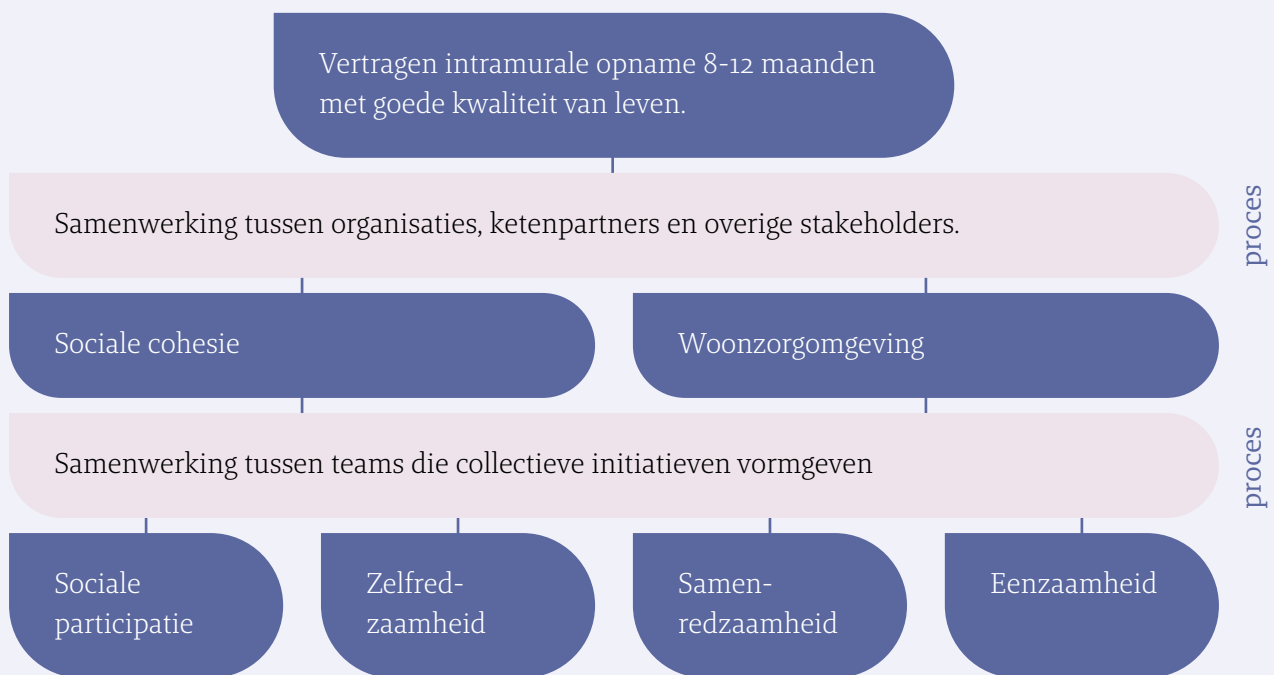 Vertragen intramurale opname 8-12 maanden
met goede kwaliteit van leven.
Samenwerking tussen organisaties, ketenpartners en overige stakeholders.
proces
Sociale cohesie
Woonzorgomgeving
Samenwerking tussen teams die collectieve initiatieven vormgeven
proces
Sociale
participatie
Zelfred-
zaamheid
Samen-
redzaamheid
Eenzaamheid